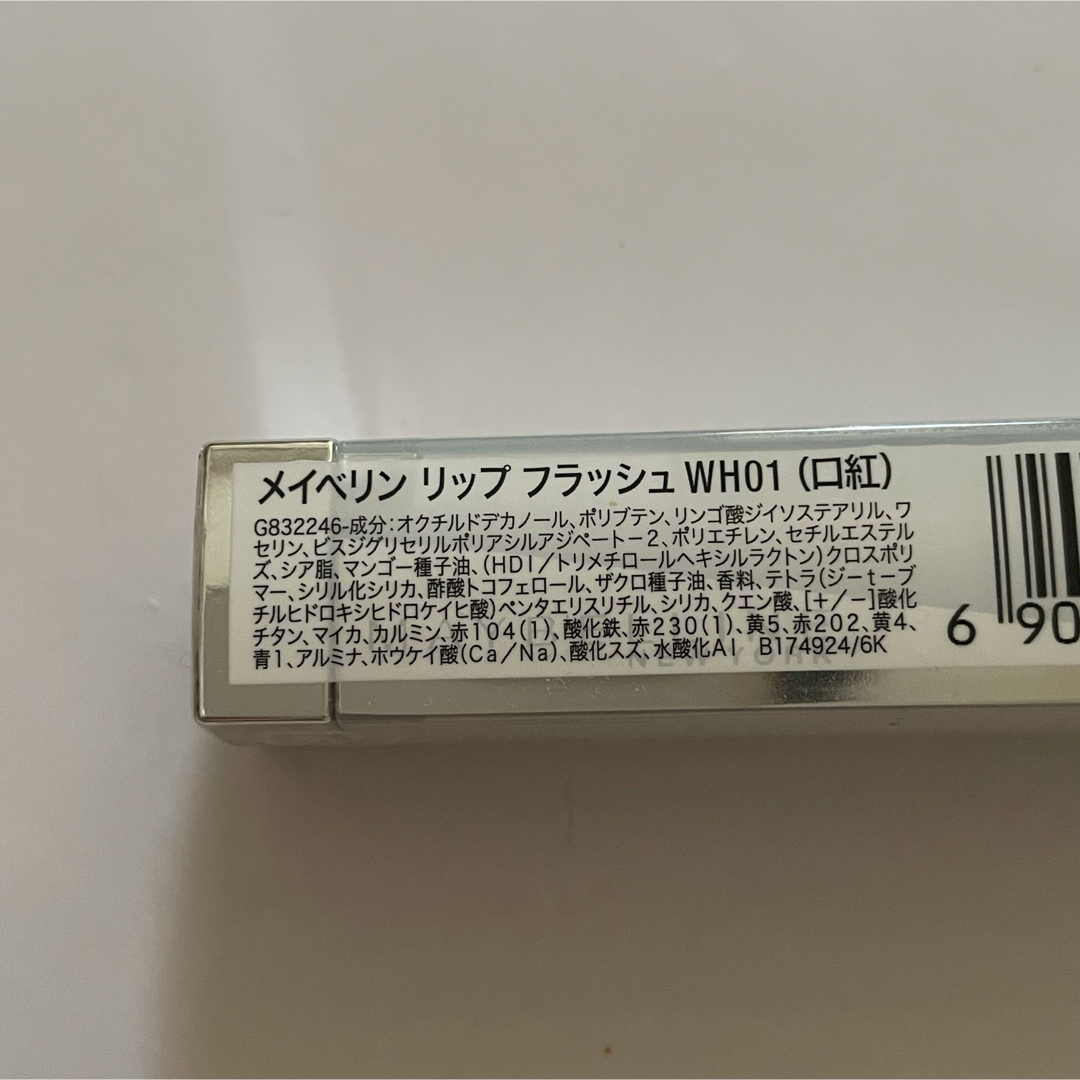 メイベリン リップ フラッシュ WH01 （口紅）
G832246-成分：オクチルドデカノール、ポリブテン、リンゴ酸ジイソステアリル、ワ
セリン、ビスジグリセリルポリアシルアジペート－２、ポリエチレン、セチルエステル
ズ、シア脂、マンゴー種子油、（ＨＤＩ／トリメチロールヘキシルラクトン）クロスポリ
マー、シリル化シリカ、酢酸トコフェロール、ザクロ種子油、香料、テトラ（ジーｔーブ
チルヒドロキシヒドロケイヒ酸）ペンタエリスリチル、シリカ、クエン酸、［＋／－］酸化
チタン、マイカ、カルミン、赤１０４（１）、酸化鉄、赤２３０（１）、黄５、赤２０２、黄４、
青１、アルミナ、ホウケイ酸（Ca／Na）、酸化スズ、水酸化Ａｌ B174924/6K
NEW YORK
6 90